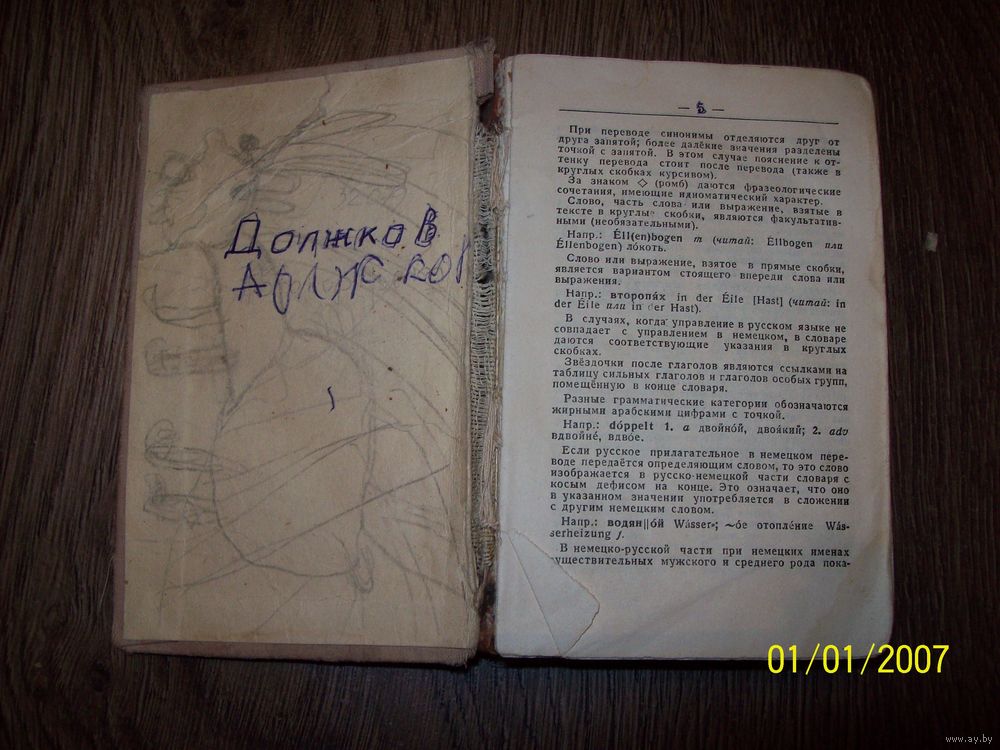 Должков
— 5 —
При переводе синонимы отделяются друг от
друга запятой; более далёкие значения разделены
точкой с запятой. В этом случае пояснение к от-
тенку перевода стоит после перевода (также в
круглых скобках курсивом).
За знаком ◇ (ромб) даются фразеологические
сочетания, имеющие идиоматический характер.
Слово, часть слова или выражение, взятые в
тексте в круглые скобки, являются факультатив-
ными (необязательными).
Напр.: Éll(en)bogen m (читай: Éllbogen или
Éllenbogen) ло́коть.
Слово или выражение, взятое в прямые скобки,
является вариантом стоящего впереди слова или
выражения.
Напр.: второпя́х in der Éile [Hast] (читай: in
der Éile или in der Hast).
В случаях, когда управление в русском языке не
совпадает с управлением в немецком, в словаре
даются соответствующие указания в круглых
скобках.
Звёздочки после глаголов являются ссылками на
таблицу сильных глаголов и глаголов особых групп,
помещённую в конце словаря.
Разные грамматические категории обозначаются
жирными арабскими цифрами с точкой.
Напр.: dóppelt 1. a двойно́й, двоя́кий; 2. adv
вдвойне́, вдво́е.
Если русское прилагательное в немецком пере-
воде передаётся определяющим словом, то это слово
изображается в русско-немецкой части словаря с
косым дефисом на конце. Это означает, что оно
в указанном значении употребляется в сложении
с другим немецким словом.
Напр.: водян||о́й Wásser-; ~ое отопле́ние Wás-
serheizung f.
В немецко-русской части при немецких именах
существительных мужского и среднего рода пока-
01/01/2007
www.ay.by